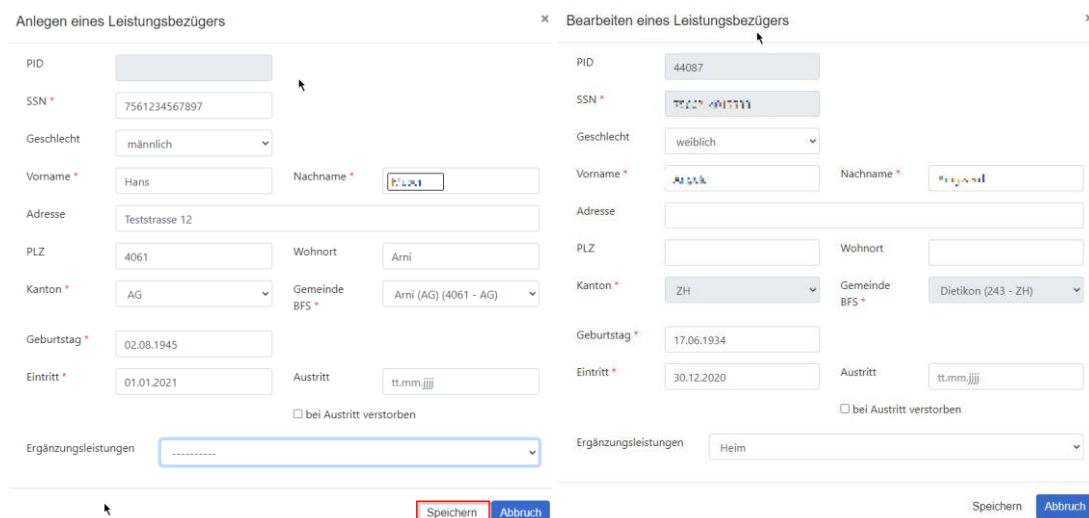 Anlegen eines Leistungsbezügers ×
PID
SSN * 7561234567897
Geschlecht männlich
Vorname * Hans Nachname *
Adresse Teststrasse 12
PLZ 4061 Wohnort Arni
Kanton * AG Gemeinde BFS * Arni (AG) (4061 - AG)
Geburtstag * 02.08.1945
Eintritt * 01.01.2021 Austritt tt.mm.jjjj
bei Austritt verstorben
Ergänzungsleistungen ----------
Speichern Abbruch
Bearbeiten eines Leistungsbezügers ×
PID 44087
SSN *
Geschlecht weiblich
Vorname * Nachname *
Adresse
PLZ Wohnort
Kanton * ZH Gemeinde BFS * Dietikon (243 - ZH)
Geburtstag * 17.06.1934
Eintritt * 30.12.2020 Austritt tt.mm.jjjj
bei Austritt verstorben
Ergänzungsleistungen Heim
Speichern Abbruch